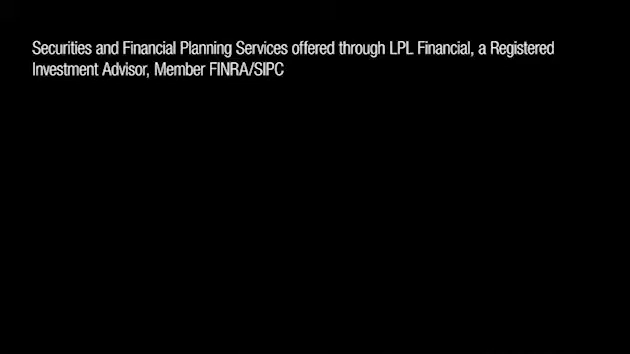 Securities and Financial Planning Services offered through LPL Financial, a Registered
Investment Advisor, Member FINRA/SIPC